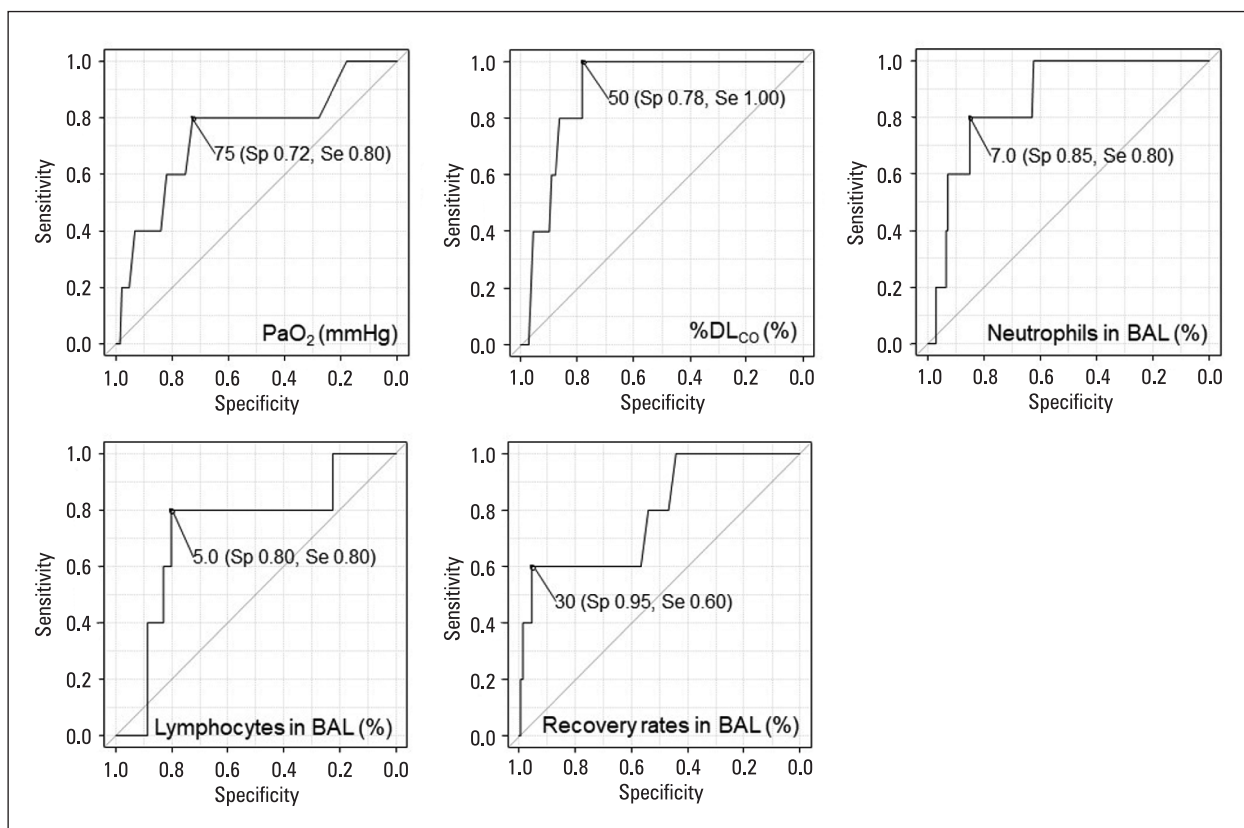 1.0
0.8
0.6
0.4
0.2
0.0
Sensitivity
75 (Sp 0.72, Se 0.80)
PaO2 (mmHg)
1.0 0.8 0.6 0.4 0.2 0.0
Specificity
1.0
0.8
0.6
0.4
0.2
0.0
Sensitivity
50 (Sp 0.78, Se 1.00)
%DLCO (%)
1.0 0.8 0.6 0.4 0.2 0.0
Specificity
1.0
0.8
0.6
0.4
0.2
0.0
Sensitivity
7.0 (Sp 0.85, Se 0.80)
Neutrophils in BAL (%)
1.0 0.8 0.6 0.4 0.2 0.0
Specificity
1.0
0.8
0.6
0.4
0.2
0.0
Sensitivity
5.0 (Sp 0.80, Se 0.80)
Lymphocytes in BAL (%)
1.0 0.8 0.6 0.4 0.2 0.0
Specificity
1.0
0.8
0.6
0.4
0.2
0.0
Sensitivity
30 (Sp 0.95, Se 0.60)
Recovery rates in BAL (%)
1.0 0.8 0.6 0.4 0.2 0.0
Specificity